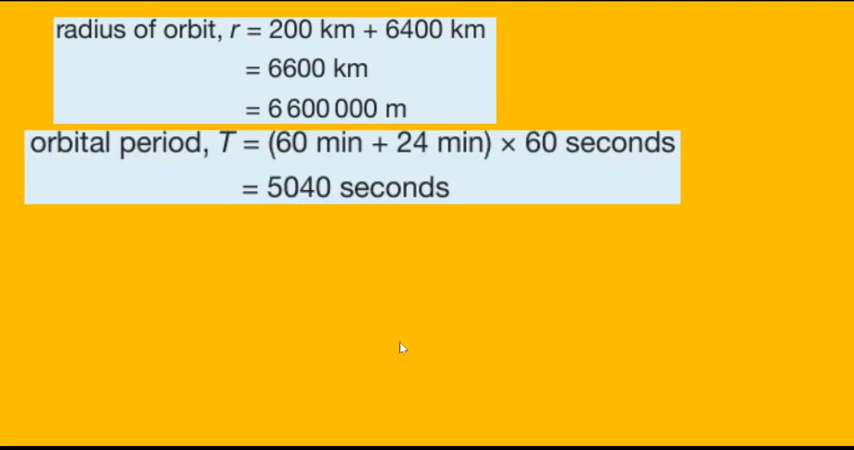 radius of orbit, r = 200 km + 6400 km
= 6600 km
= 6 600 000 m
orbital period, T = (60 min + 24 min) × 60 seconds
= 5040 seconds